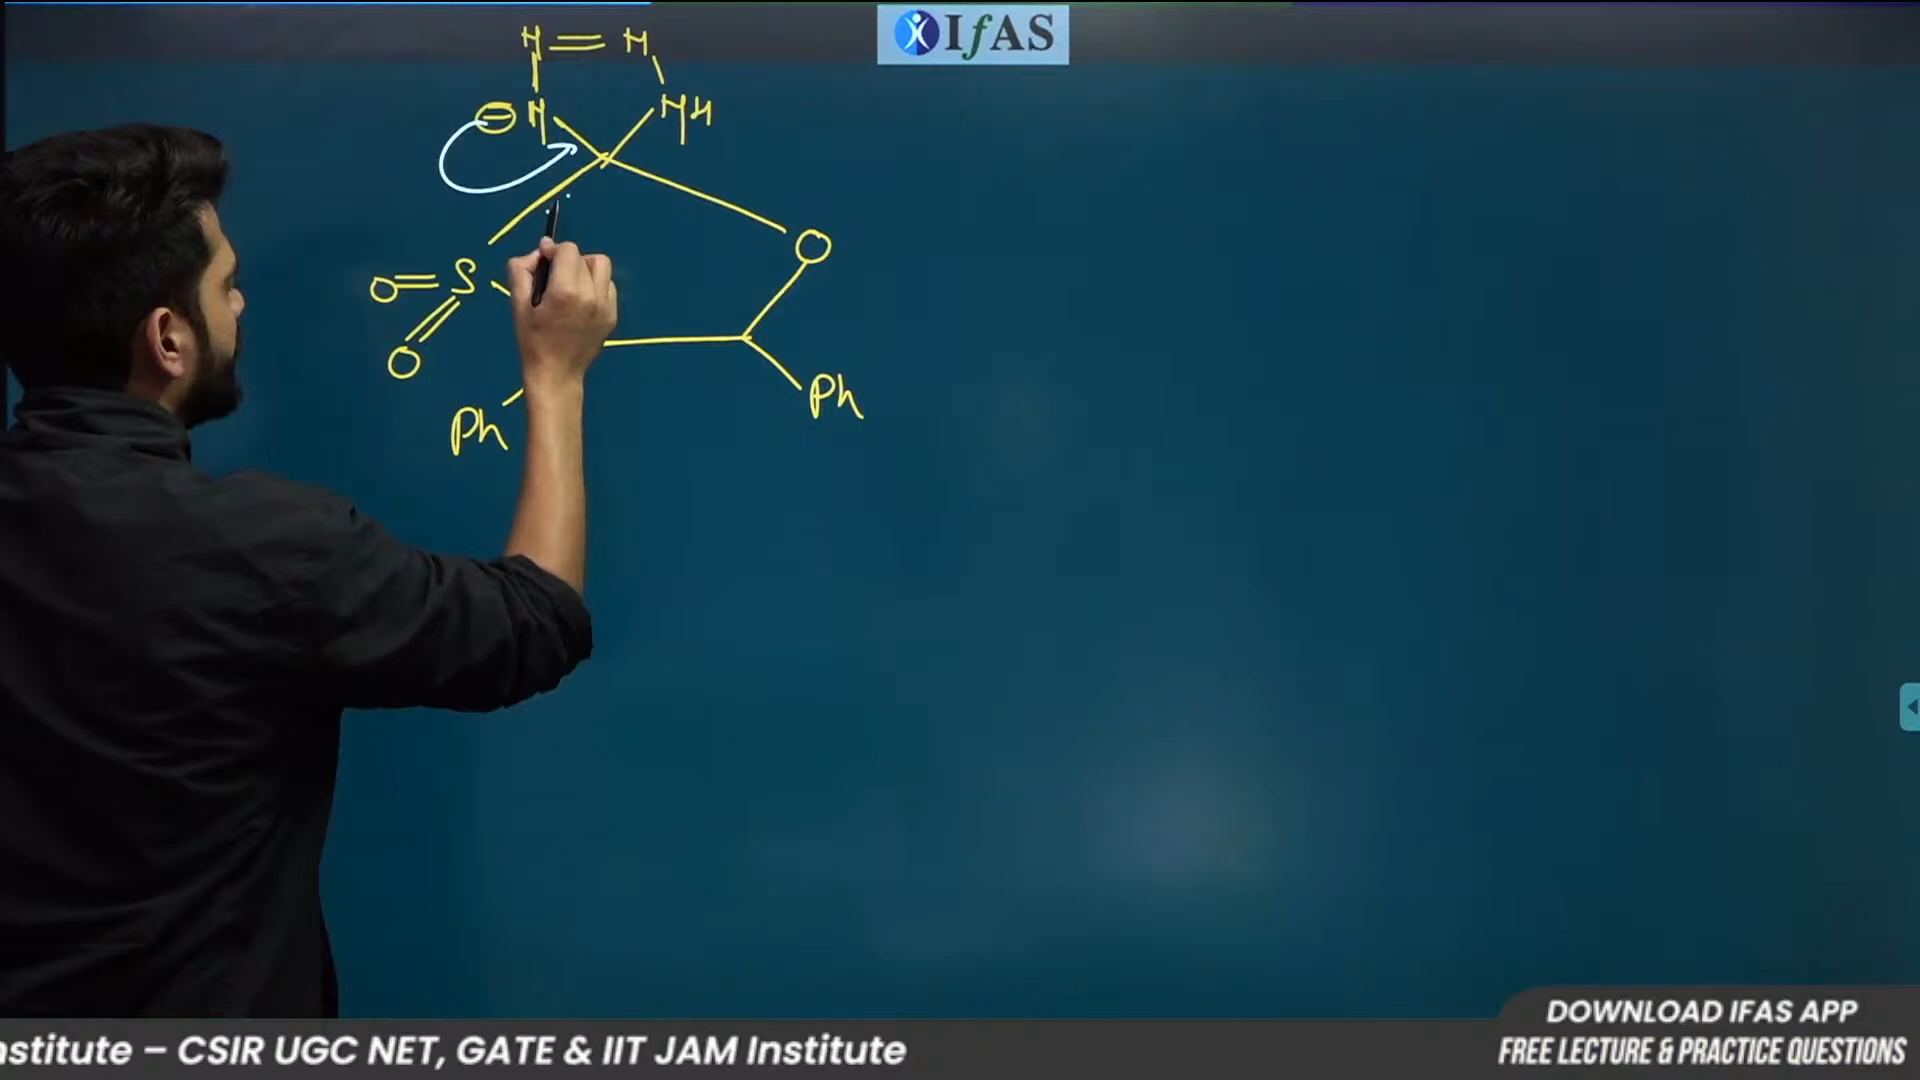 IfAS
N = N
⊖ N NH
O
O = S
O
Ph
Ph
DOWNLOAD IFAS APP
nstitute – CSIR UGC NET, GATE & IIT JAM Institute
FREE LECTURE & PRACTICE QUESTIONS